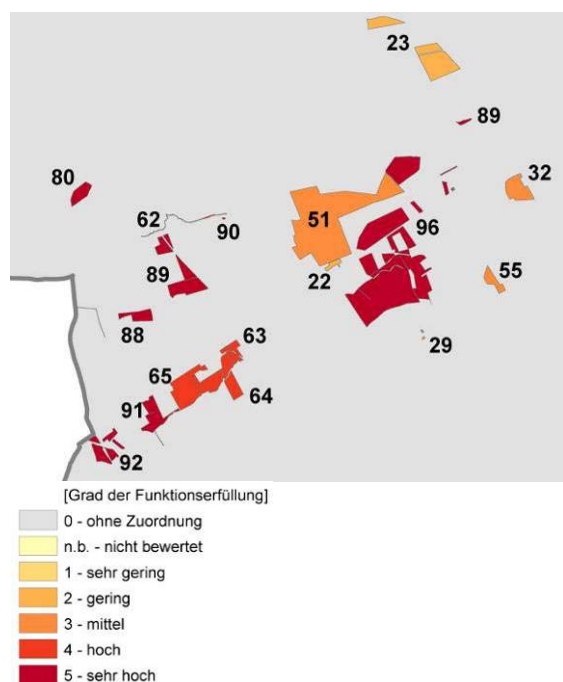 23
89
80
32
62
90
51
96
89
22
55
88
63
29
65
64
91
92
[Grad der Funktionserfüllung]
0 - ohne Zuordnung
n.b. - nicht bewertet
1 - sehr gering
2 - gering
3 - mittel
4 - hoch
5 - sehr hoch